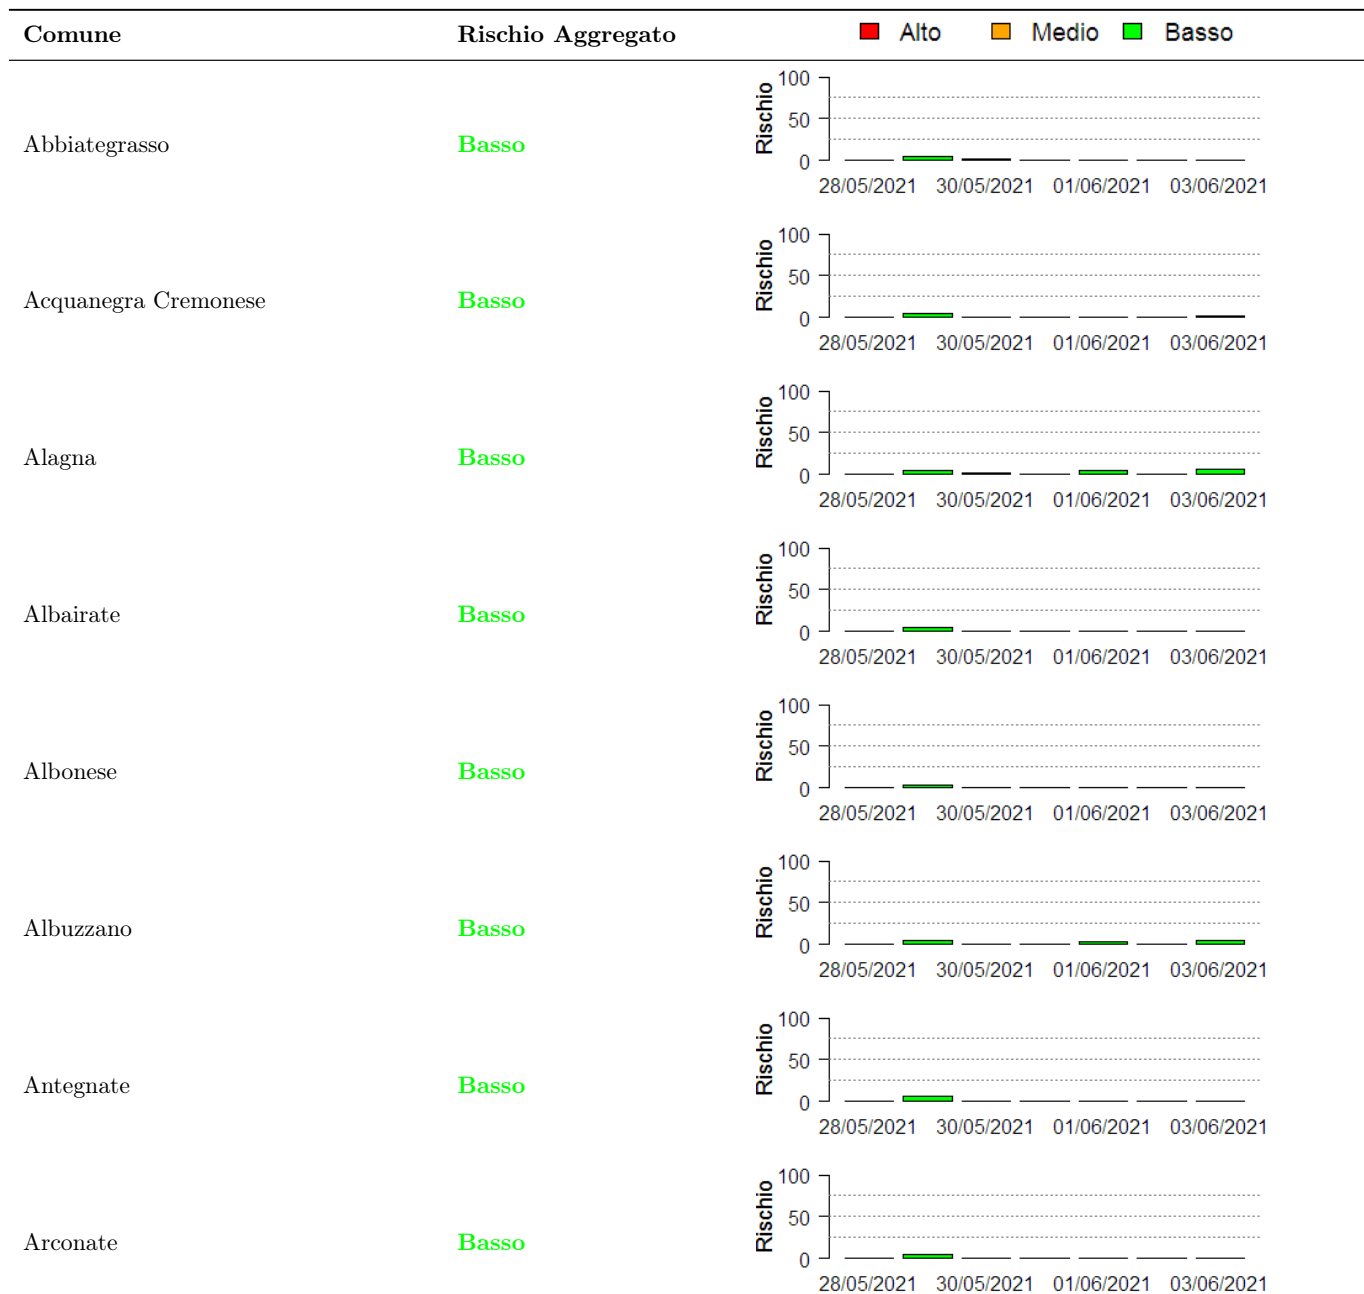 Comune Rischio Aggregato Alto Medio Basso
100
50
0
Rischio
Abbiategrasso Basso
28/05/2021 30/05/2021 01/06/2021 03/06/2021
100
50
0
Rischio
Acquanegra Cremonese Basso
28/05/2021 30/05/2021 01/06/2021 03/06/2021
100
50
0
Rischio
Alagna Basso
28/05/2021 30/05/2021 01/06/2021 03/06/2021
100
50
0
Rischio
Albairate Basso
28/05/2021 30/05/2021 01/06/2021 03/06/2021
100
50
0
Rischio
Albonese Basso
28/05/2021 30/05/2021 01/06/2021 03/06/2021
100
50
0
Rischio
Albuzzano Basso
28/05/2021 30/05/2021 01/06/2021 03/06/2021
100
50
0
Rischio
Antegnate Basso
28/05/2021 30/05/2021 01/06/2021 03/06/2021
100
50
0
Rischio
Arconate Basso
28/05/2021 30/05/2021 01/06/2021 03/06/2021